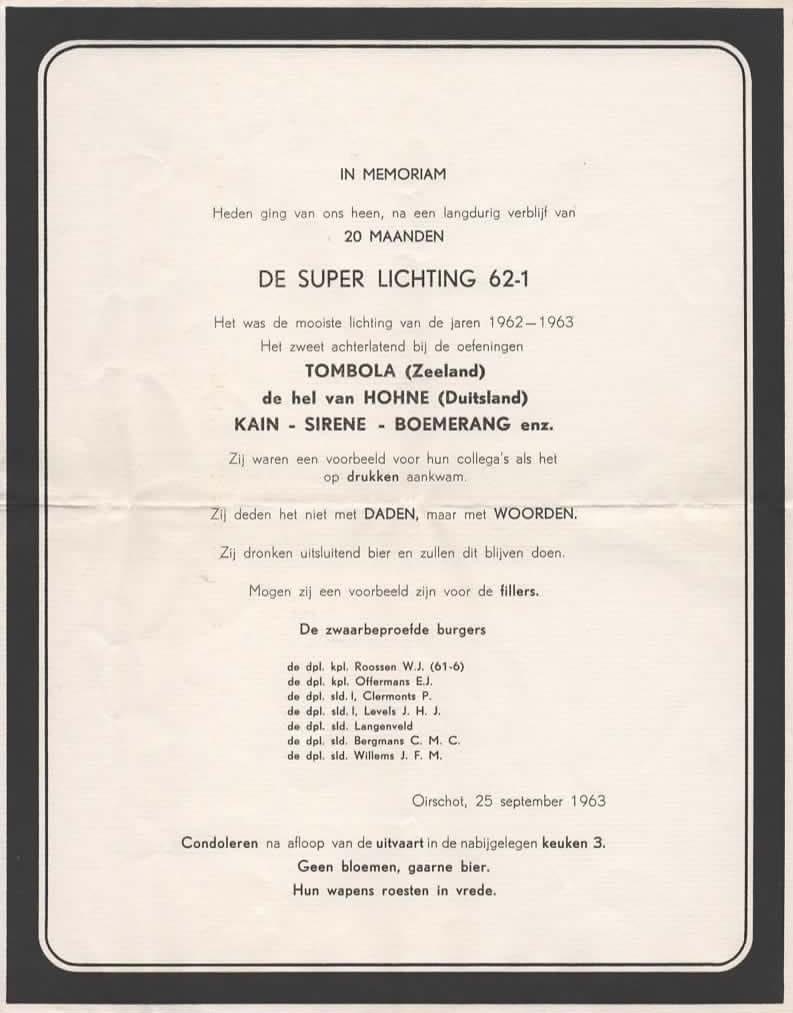 IN MEMORIAM
Heden ging van ons heen, na een langdurig verblijf van
20 MAANDEN
DE SUPER LICHTING 62-1
Het was de mooiste lichting van de jaren 1962–1963
Het zweet achterlatend bij de oefeningen
TOMBOLA (Zeeland)
de hel van HOHNE (Duitsland)
KAIN - SIRENE - BOEMERANG enz.
Zij waren een voorbeeld voor hun collega's als het
op drukken aankwam.
Zij deden het niet met DADEN, maar met WOORDEN.
Zij dronken uitsluitend bier en zullen dit blijven doen.
Mogen zij een voorbeeld zijn voor de fillers.
De zwaarbeproefde burgers
de dpl. kpl. Roossen W.J. (61-6)
de dpl. kpl. Offermans E.J.
de dpl. sld. I, Clermonts P.
de dpl. sld. I, Levels J. H. J.
de dpl. sld. Langenveld
de dpl. sld. Bergmans C. M. C.
de dpl. sld. Willems J. F. M.
Oirschot, 25 september 1963
Condoleren na afloop van de uitvaart in de nabijgelegen keuken 3.
Geen bloemen, gaarne bier.
Hun wapens roesten in vrede.